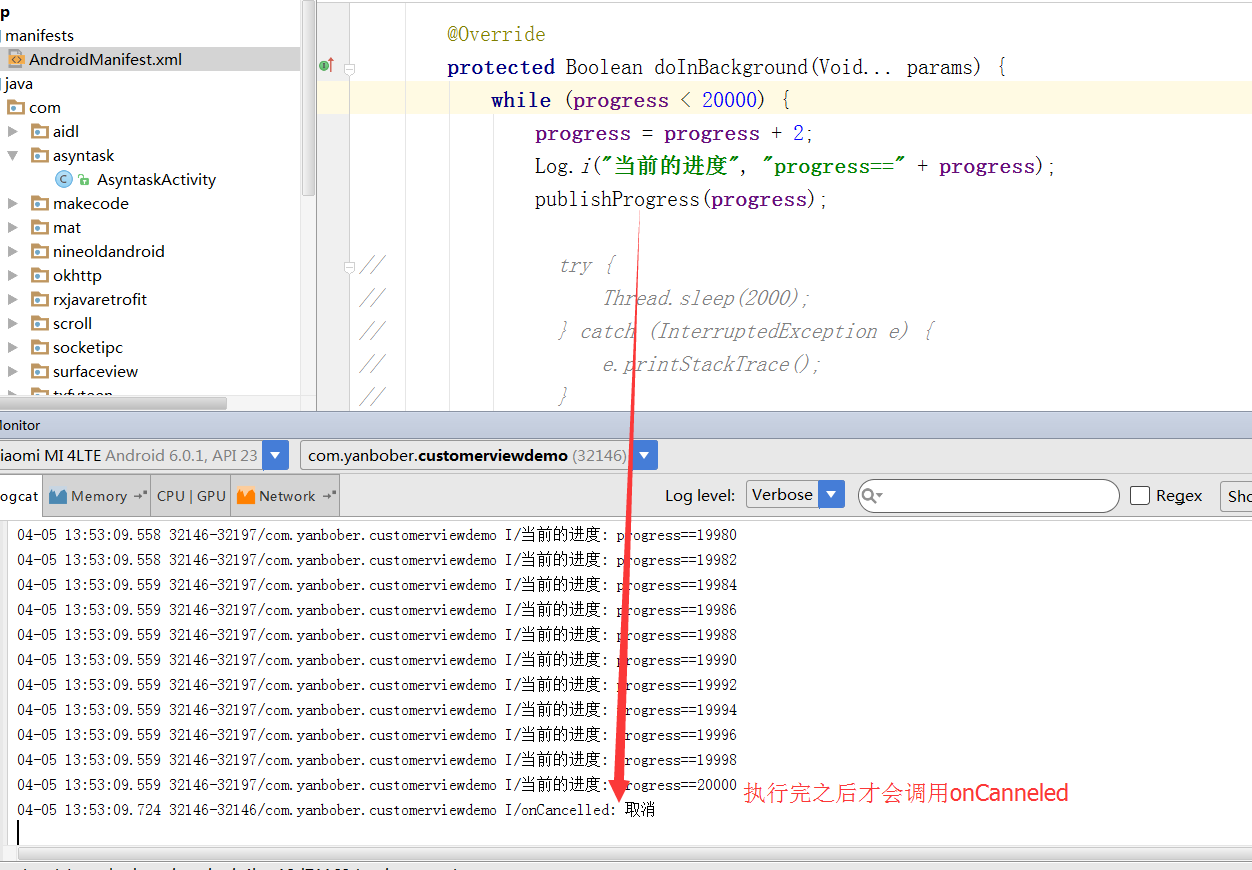 p
manifests
AndroidManifest.xml
java
com
aidl
asyntask
C AsyntaskActivity
makecode
mat
nineoldandroid
okhttp
rxjavaretrofit
scroll
socketipc
surfaceview
@Override
protected Boolean doInBackground(Void... params) {
while (progress < 20000) {
progress = progress + 2;
Log.i("当前的进度", "progress==" + progress);
publishProgress(progress);
// try {
// Thread.sleep(2000);
// } catch (InterruptedException e) {
// e.printStackTrace();
// }
Monitor
iaomi MI 4LTE Android 6.0.1, API 23 com.yanbober.customerviewdemo (32146)
ogcat Memory CPU | GPU Network Log level: Verbose Regex Sho
04-05 13:53:09.558 32146-32197/com.yanbober.customerviewdemo I/当前的进度: progress==19980
04-05 13:53:09.558 32146-32197/com.yanbober.customerviewdemo I/当前的进度: progress==19982
04-05 13:53:09.559 32146-32197/com.yanbober.customerviewdemo I/当前的进度: progress==19984
04-05 13:53:09.559 32146-32197/com.yanbober.customerviewdemo I/当前的进度: progress==19986
04-05 13:53:09.559 32146-32197/com.yanbober.customerviewdemo I/当前的进度: progress==19988
04-05 13:53:09.559 32146-32197/com.yanbober.customerviewdemo I/当前的进度: progress==19990
04-05 13:53:09.559 32146-32197/com.yanbober.customerviewdemo I/当前的进度: progress==19992
04-05 13:53:09.559 32146-32197/com.yanbober.customerviewdemo I/当前的进度: progress==19994
04-05 13:53:09.559 32146-32197/com.yanbober.customerviewdemo I/当前的进度: progress==19996
04-05 13:53:09.559 32146-32197/com.yanbober.customerviewdemo I/当前的进度: progress==19998
04-05 13:53:09.559 32146-32197/com.yanbober.customerviewdemo I/当前的进度: progress==20000
04-05 13:53:09.724 32146-32146/com.yanbober.customerviewdemo I/onCancelled: 取消
执行完之后才会调用onCanneled